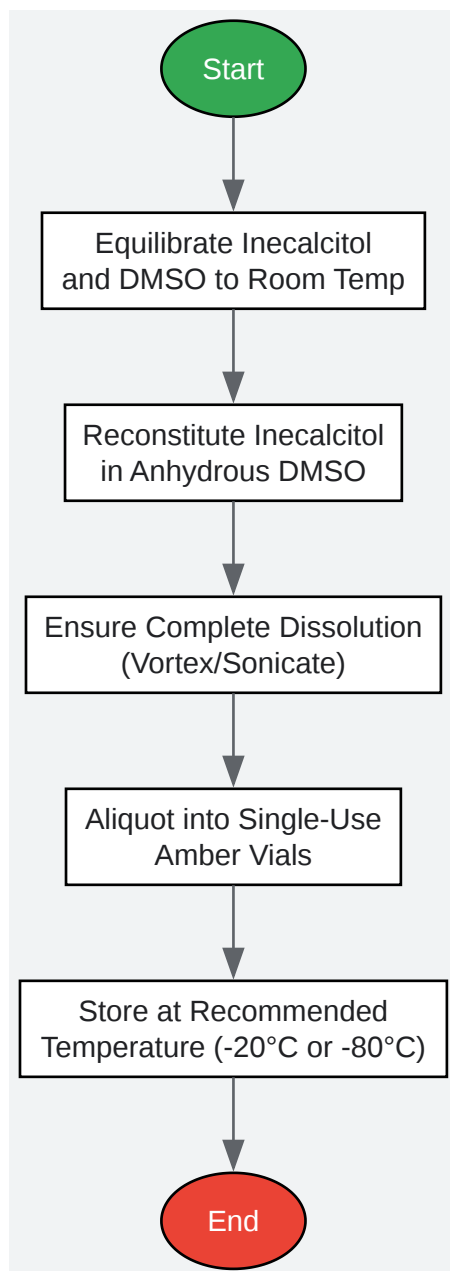 Start
Equilibrate Inecalcitol
and DMSO to Room Temp
Reconstitute Inecalcitol
in Anhydrous DMSO
Ensure Complete Dissolution
(Vortex/Sonicate)
Aliquot into Single-Use
Amber Vials
Store at Recommended
Temperature (-20°C or -80°C)
End